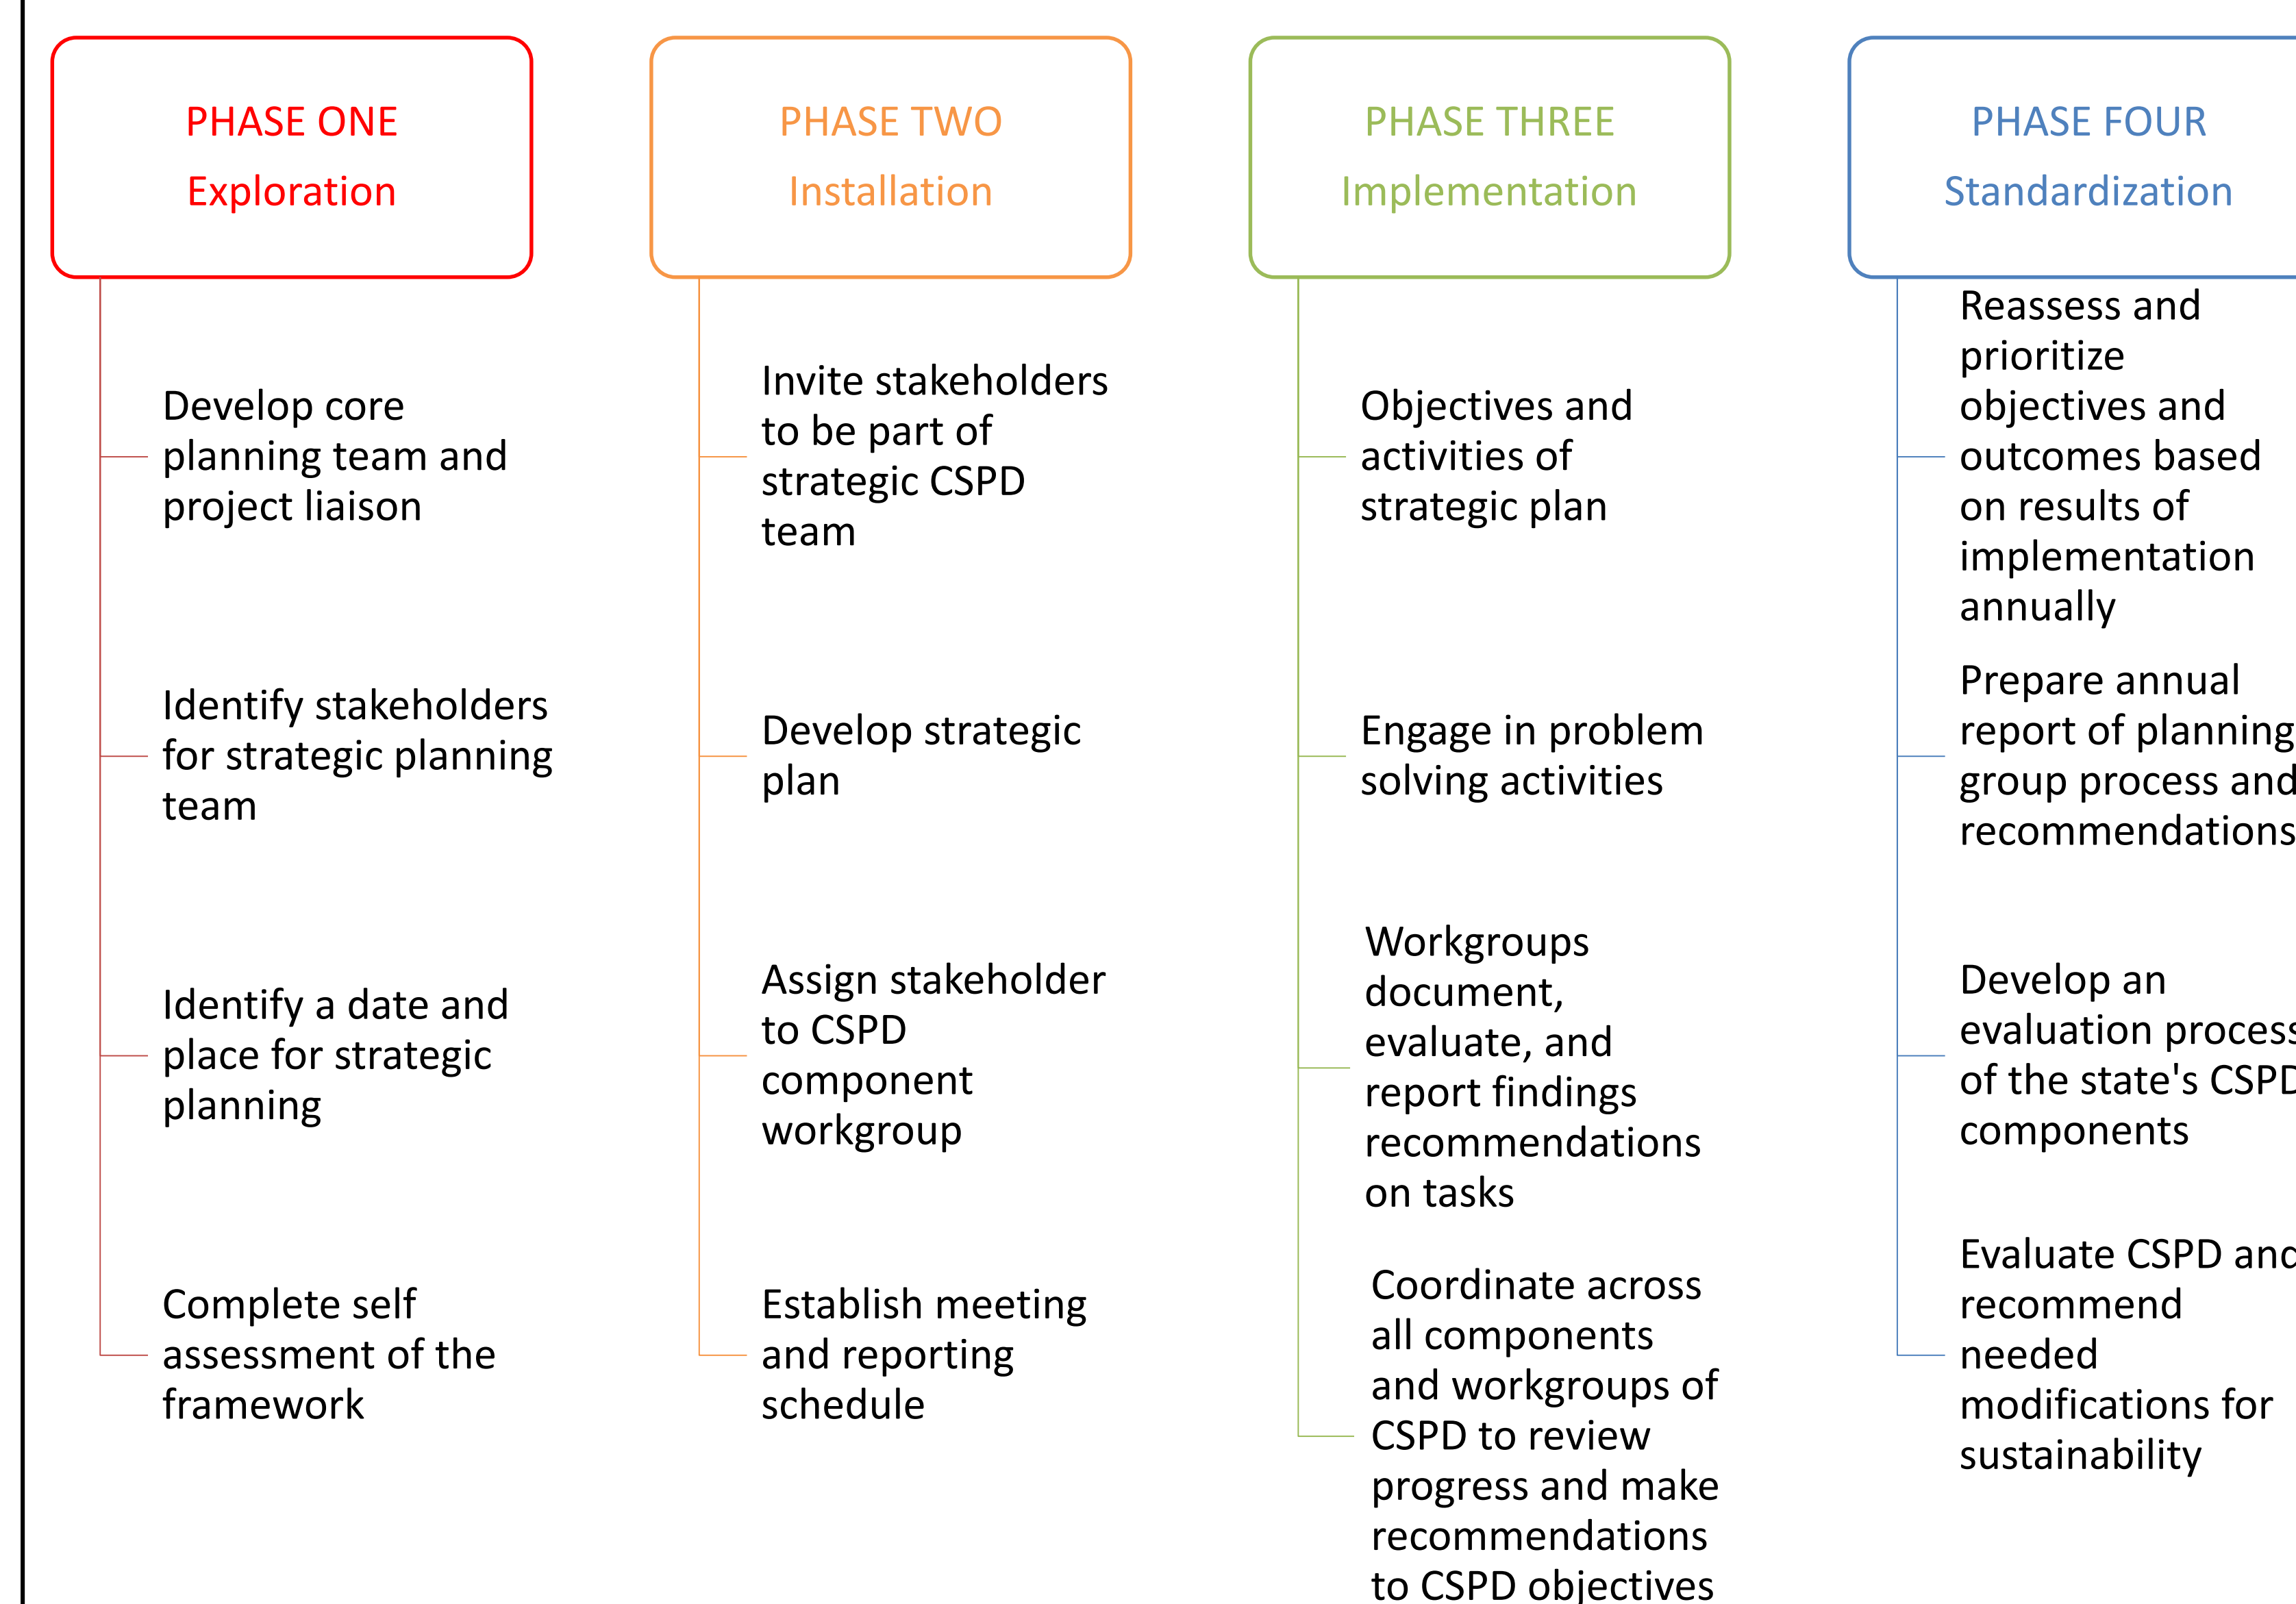 PHASE ONE
Exploration
Develop core
planning team and
project liaison
Identify stakeholders
for strategic planning
team
Identify a date and
place for strategic
planning
Complete self
assessment of the
framework
PHASE TWO
Installation
Invite stakeholders
to be part of
strategic CSPD
team
Develop strategic
plan
Assign stakeholder
to CSPD
component
workgroup
Establish meeting
and reporting
schedule
PHASE THREE
Implementation
Objectives and
activities of
strategic plan
Engage in problem
solving activities
Workgroups
document,
evaluate, and
report findings
recommendations
on tasks
Coordinate across
all components
and workgroups of
CSPD to review
progress and make
recommendations
to CSPD objectives
PHASE FOUR
Standardization
Reassess and
prioritize
objectives and
outcomes based
on results of
implementation
annually
Prepare annual
report of planning
group process and
recommendations
Develop an
evaluation process
of the state's CSPD
components
Evaluate CSPD and
recommend
needed
modifications for
sustainability